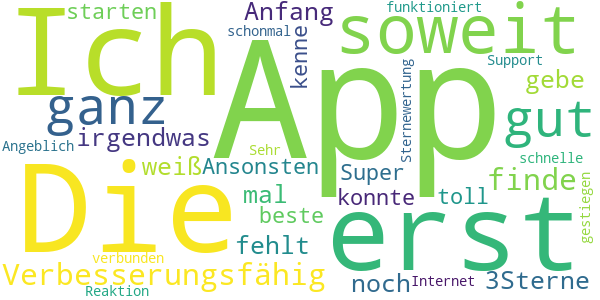 starten
Anfang
funktioniert
Ich
App
soweit
schonmal
kenne
Sternewertung
Support
gebe
ganz
gut
irgendwas
Angeblich
Sehr
weiß
Ansonsten
Super
schnelle
finde
Die
mal
konnte
toll
erst
beste
gestiegen
fehlt
verbunden
Verbesserungsfähig
noch
Internet
3Sterne
Reaktion